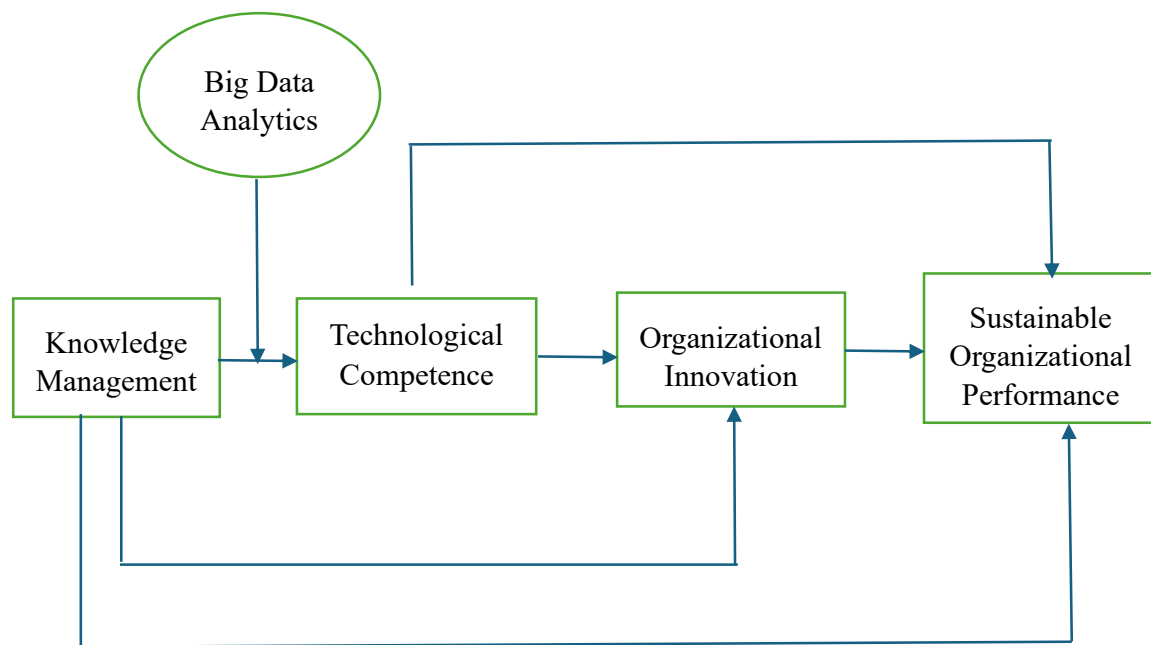 Big Data
Analytics
Knowledge
Management
Technological
Competence
Organizational
Innovation
Sustainable
Organizational
Performance